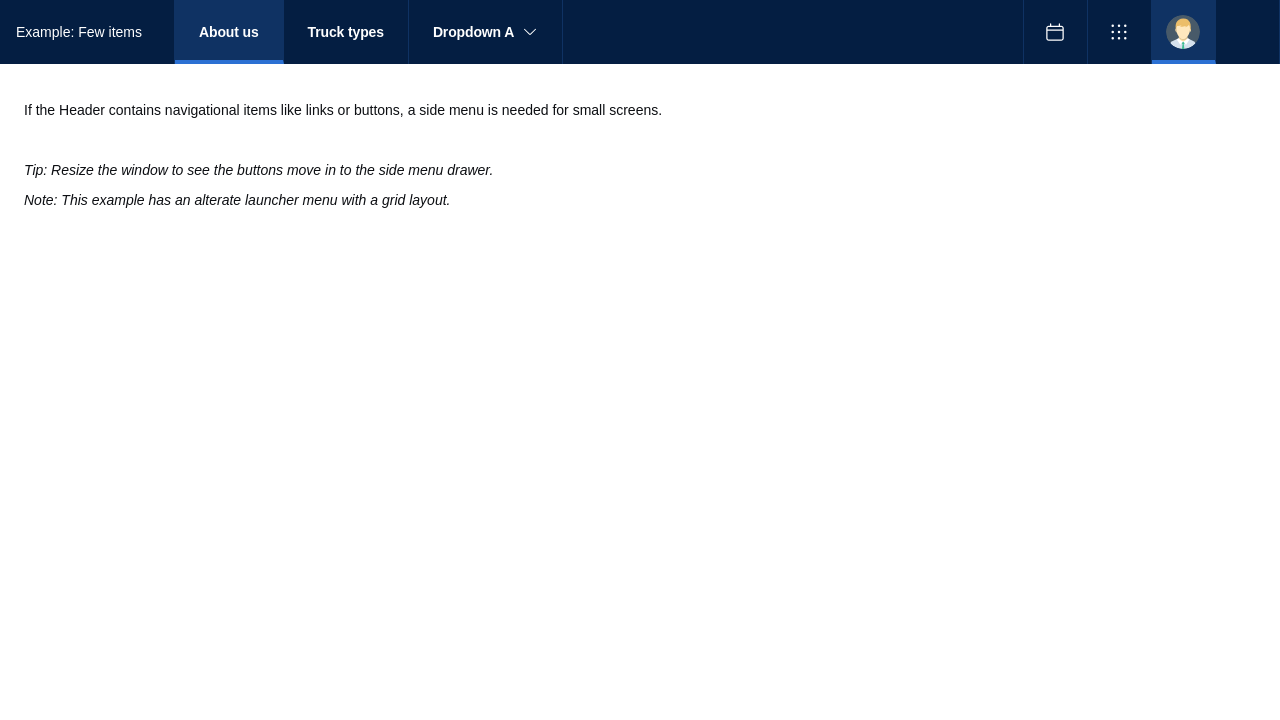 Example: Few items
About us
Truck types
Dropdown A
If the Header contains navigational items like links or buttons, a side menu is needed for small screens.
Tip: Resize the window to see the buttons move in to the side menu drawer.
Note: This example has an alterate launcher menu with a grid layout.